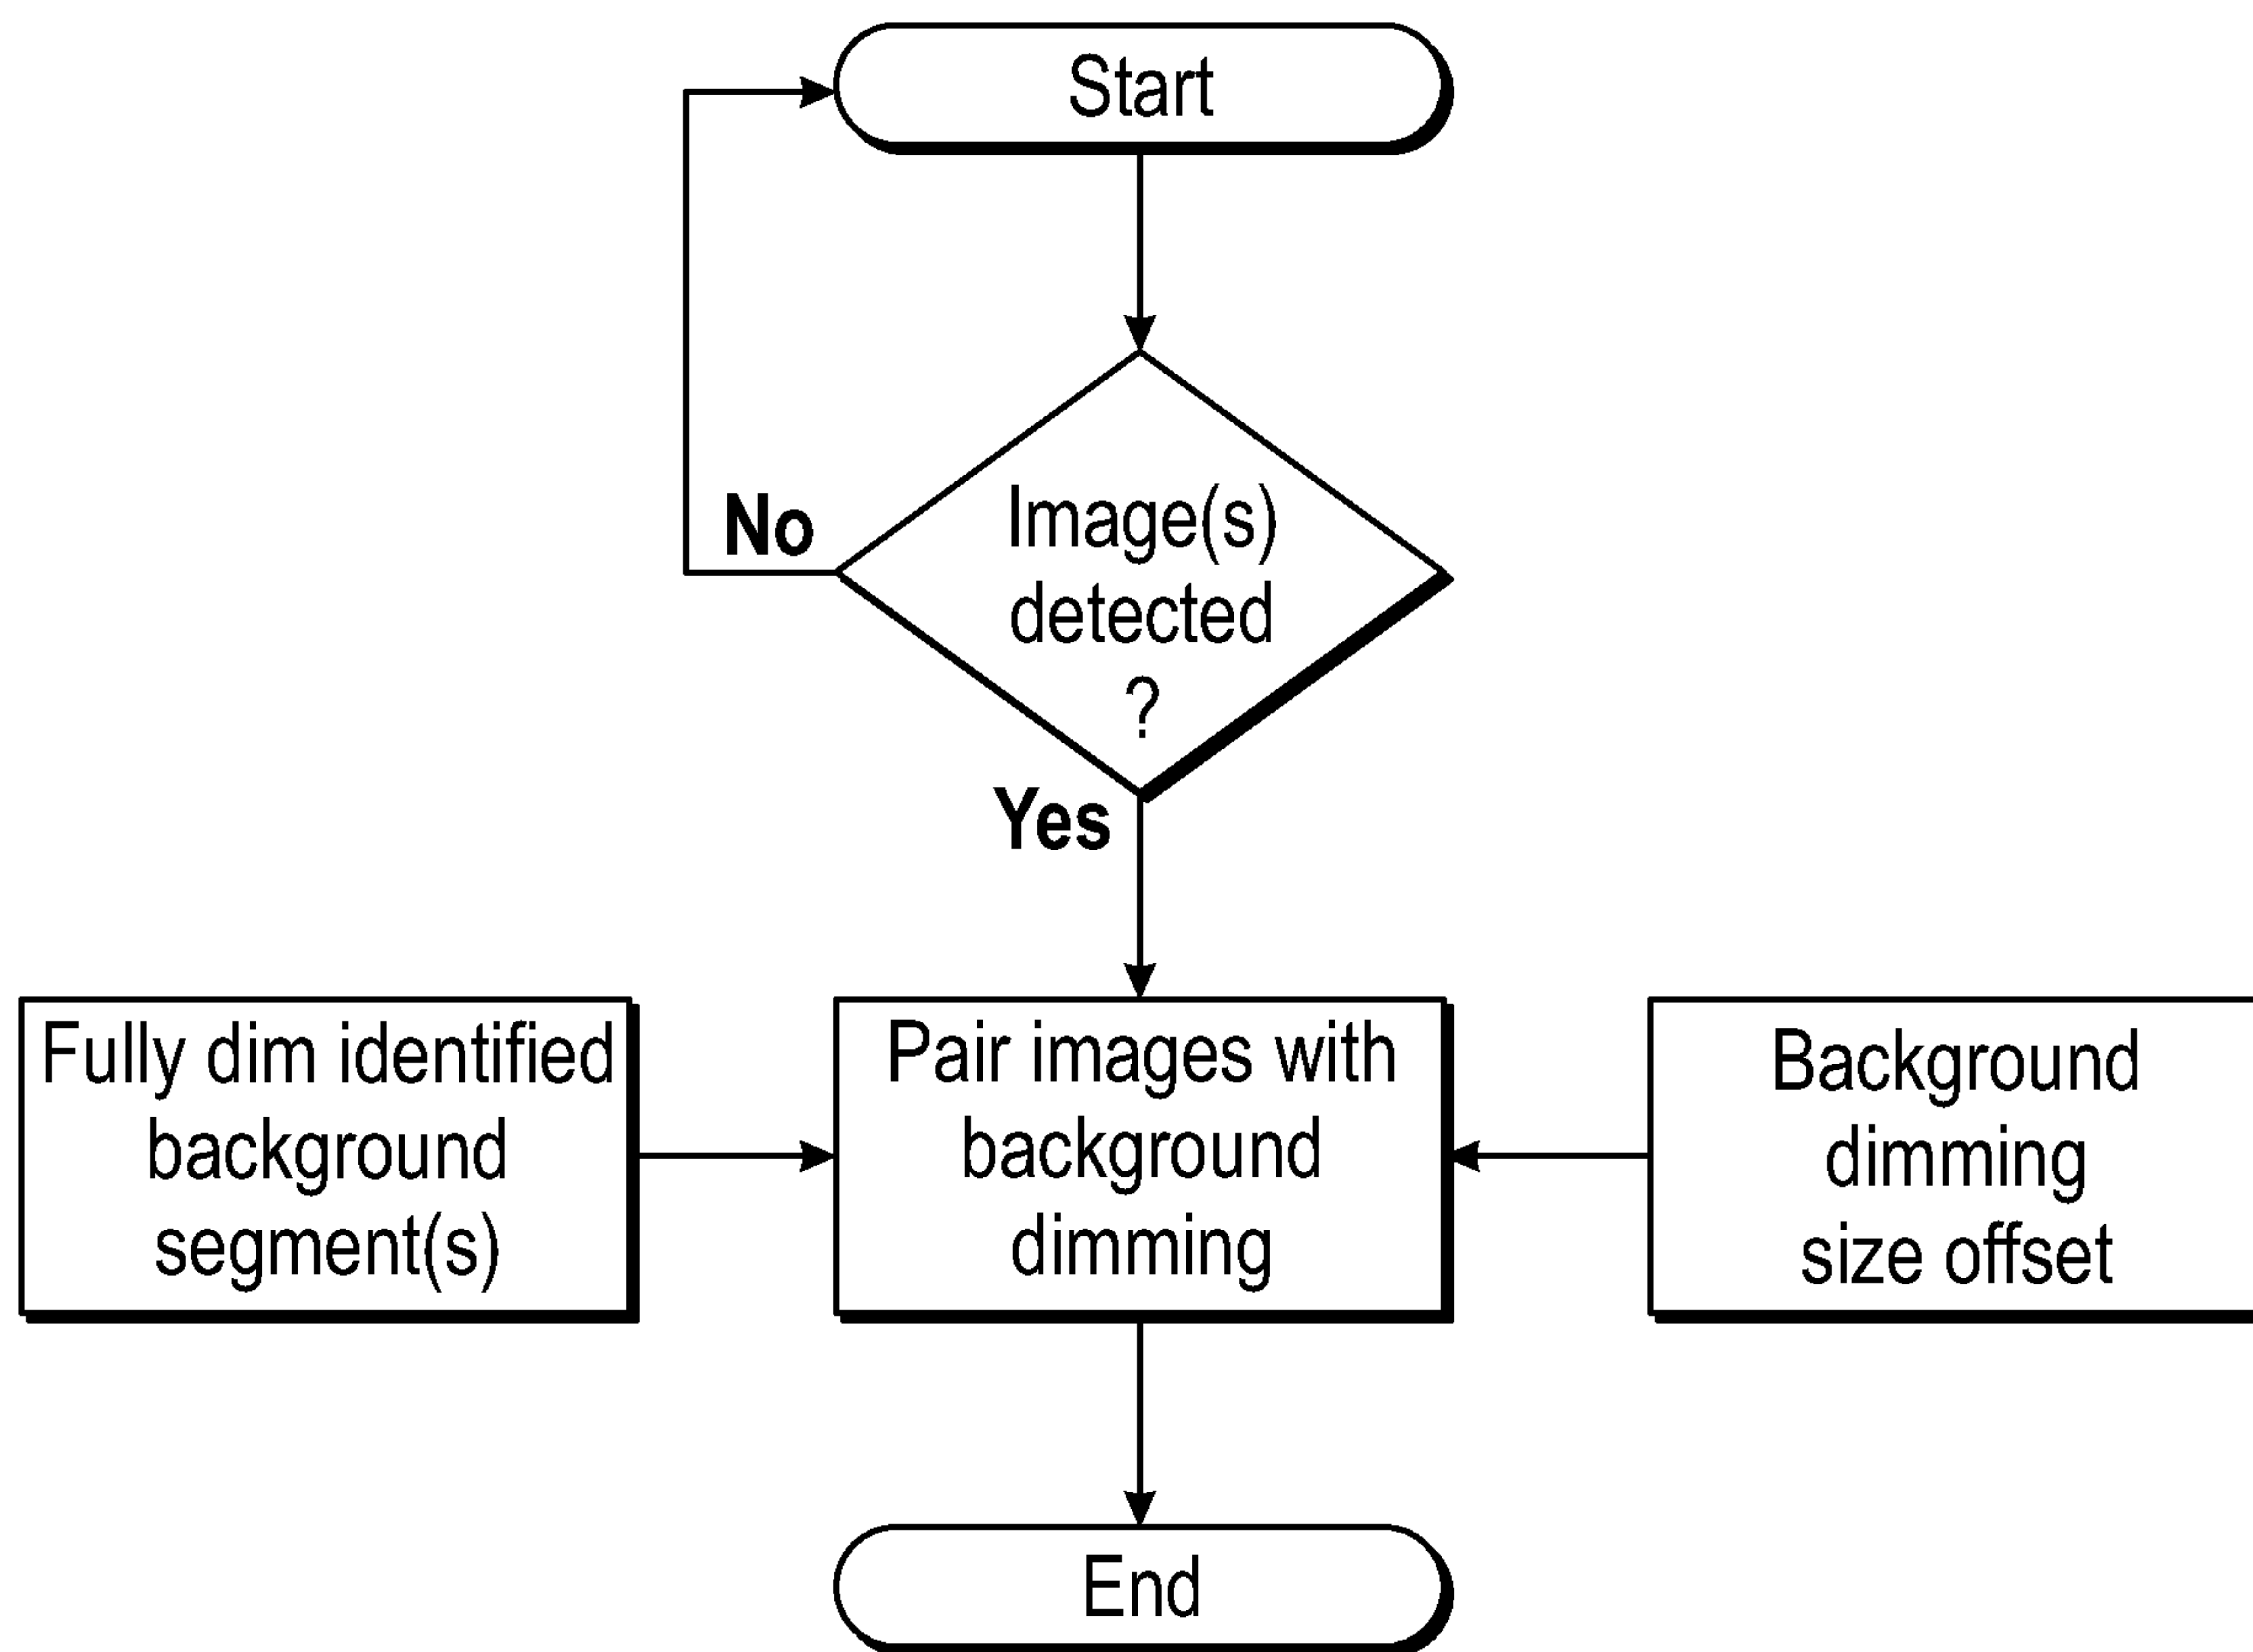 Start
Image(s)
detected
?
No
Yes
Fully dim identified
background
segment(s)
Pair images with
background
dimming
Background
dimming
size offset
End